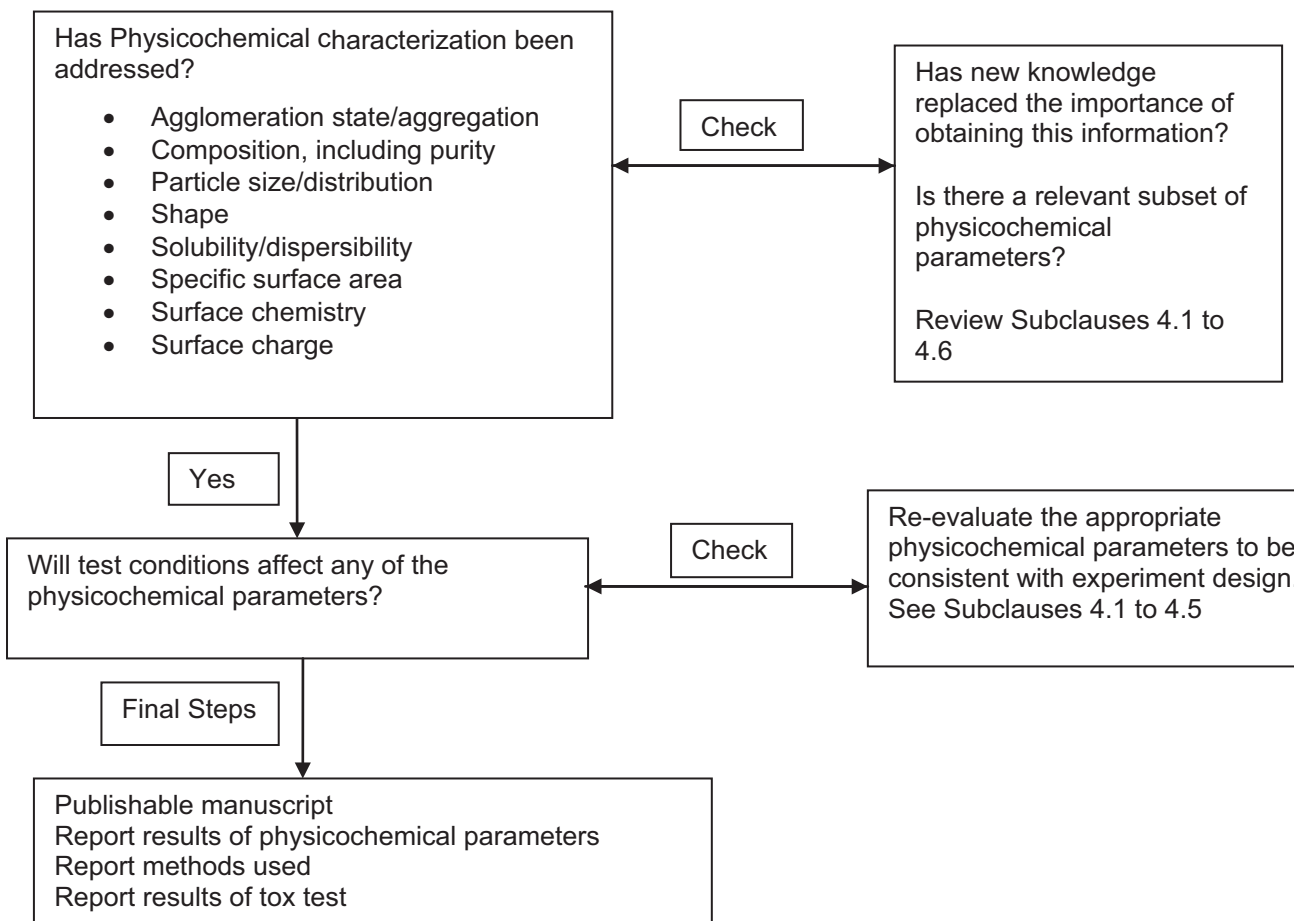 Has Physicochemical characterization been
addressed?
• Agglomeration state/aggregation
• Composition, including purity
• Particle size/distribution
• Shape
• Solubility/dispersibility
• Specific surface area
• Surface chemistry
• Surface charge
Check
Has new knowledge
replaced the importance of
obtaining this information?
Is there a relevant subset of
physicochemical
parameters?
Review Subclauses 4.1 to
4.6
Yes
Will test conditions affect any of the
physicochemical parameters?
Check
Re-evaluate the appropriate
physicochemical parameters to be
consistent with experiment design.
See Subclauses 4.1 to 4.5
Final Steps
Publishable manuscript
Report results of physicochemical parameters
Report methods used
Report results of tox test